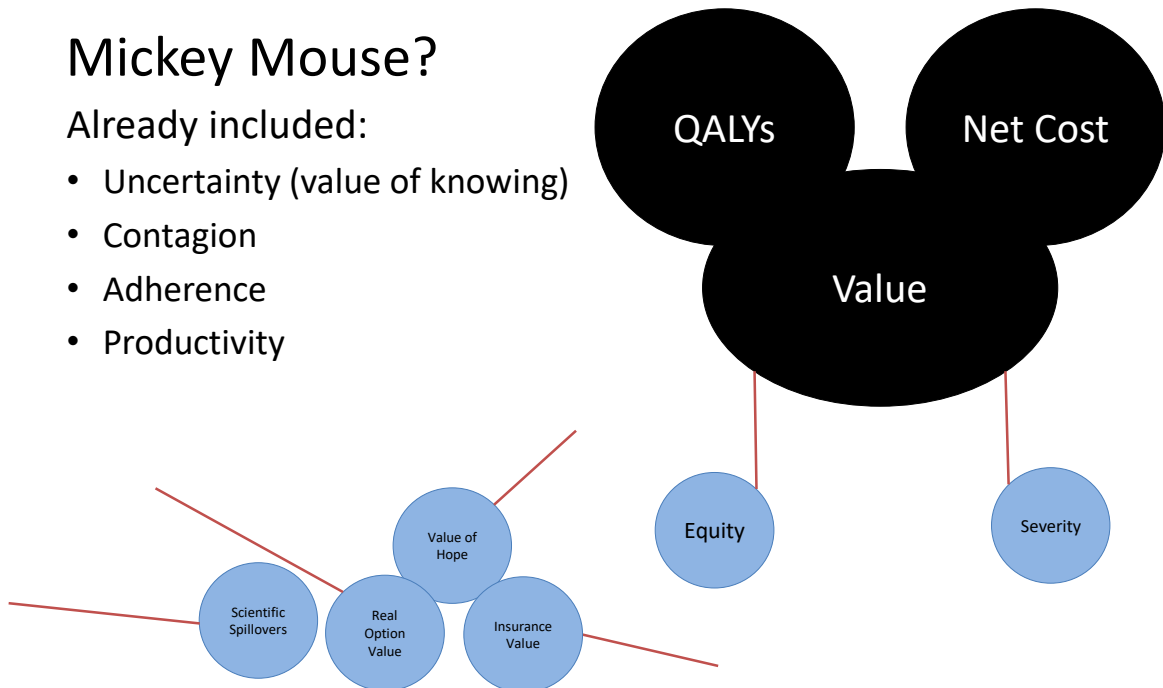 Mickey Mouse?
Already included:
• Uncertainty (value of knowing)
• Contagion
• Adherence
• Productivity
QALYs
Net Cost
Value
Equity
Severity
Value of
Hope
Scientific
Spillovers
Real
Option
Value
Insurance
Value